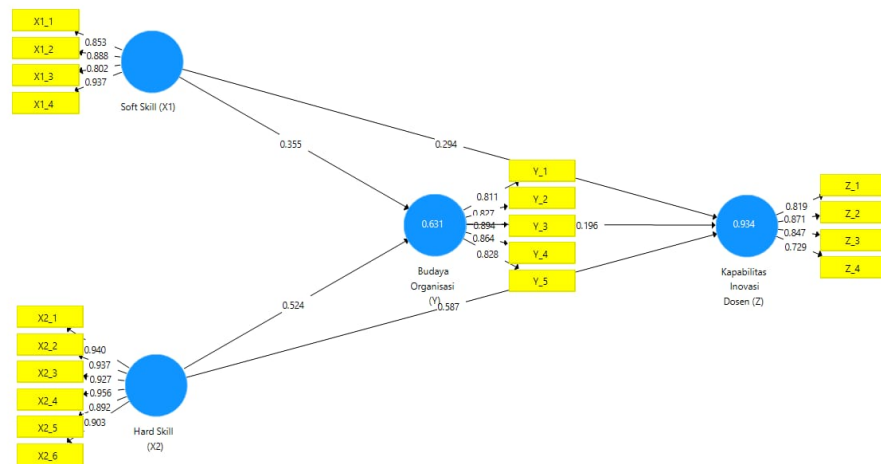 X1_1
0.853
X1_2
0.888
X1_3
0.802
X1_4
0.937
Soft Skill (X1)
0.355
0.294
Y_1
0.811
Y_2
0.827
0.631
0.894
Y_3
0.196
0.864
Y_4
0.828
Y_5
Budaya
Organisasi
(Y)
0.934
Kapabilitas
Inovasi
Dosen (Z)
Z_1
0.819
Z_2
0.871
Z_3
0.847
Z_4
0.729
0.524
0.587
X2_1
0.940
X2_2
0.937
X2_3
0.927
X2_4
0.956
X2_5
0.892
X2_6
0.903
Hard Skill
(X2)